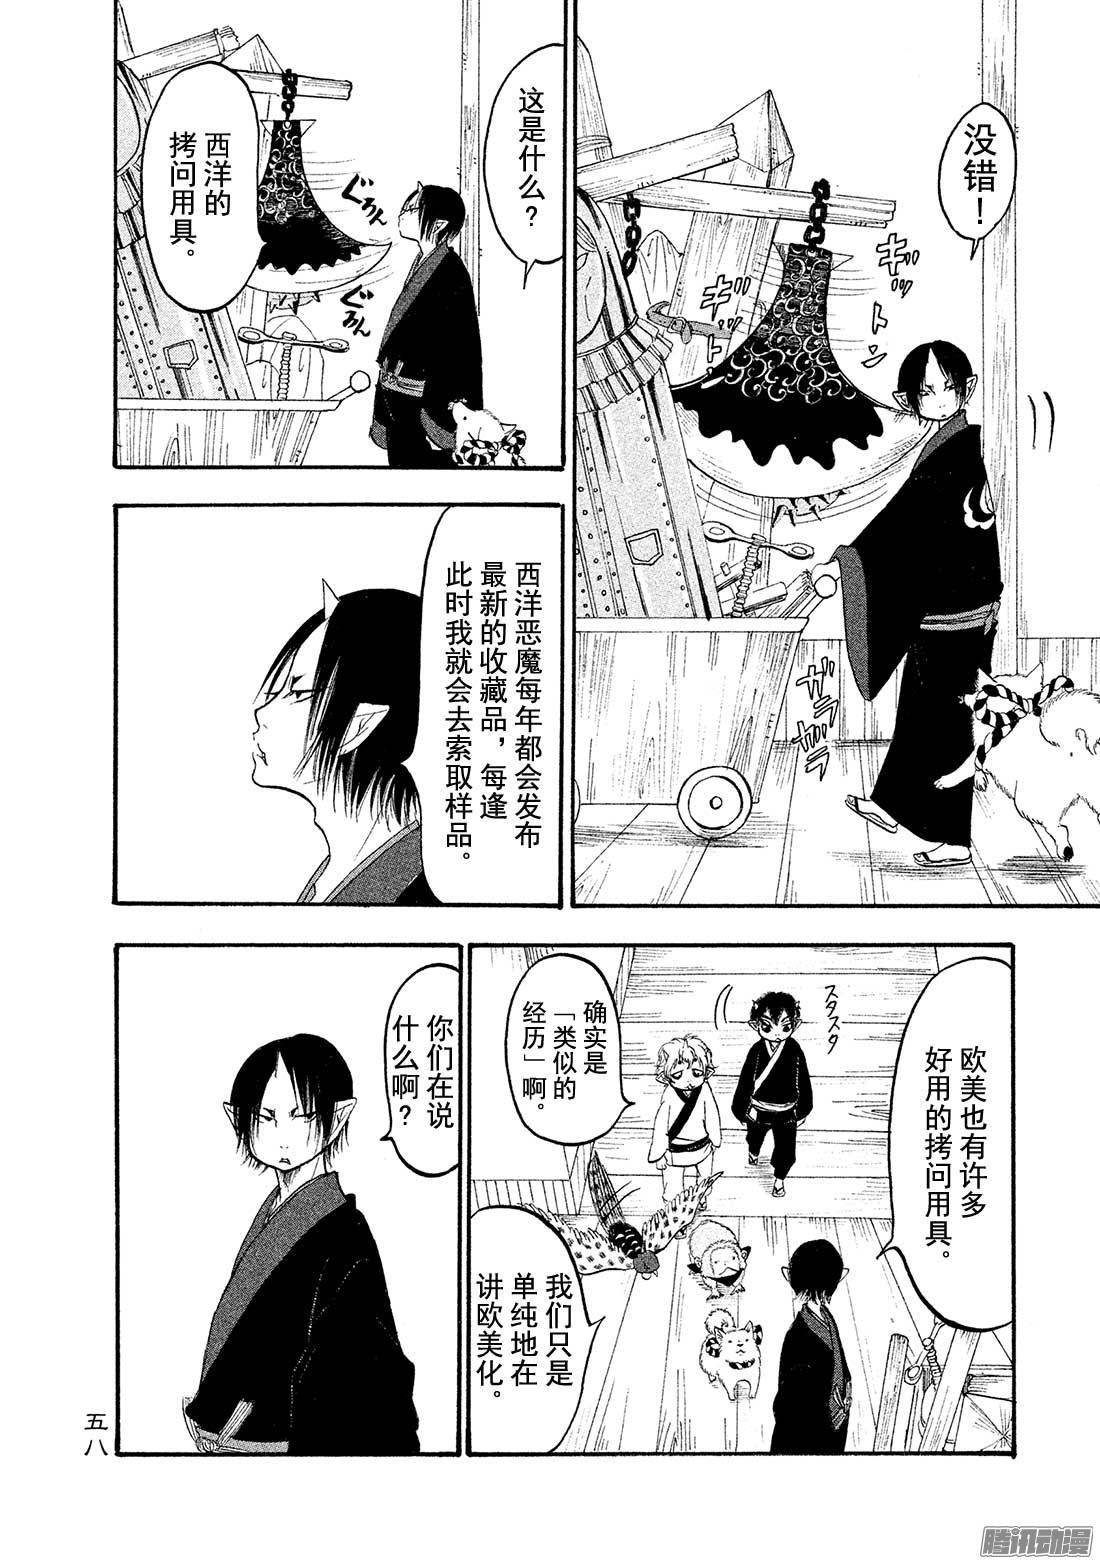 没错！
ギギ
トン
ギギ
トン
ガラガラ
这是什么？
西洋的
拷问用具。
ぐろん
ぐろん
西洋恶魔每年都会发布
最新的收藏品，每逢
此时我就会去索取样品。
欧美也有许多
好用的拷问用具。
スタスタ
确实是
「类似的
经历」啊。
我们只是
单纯地在
讲欧美化。
你们在说
什么啊？
五八
腾讯动漫